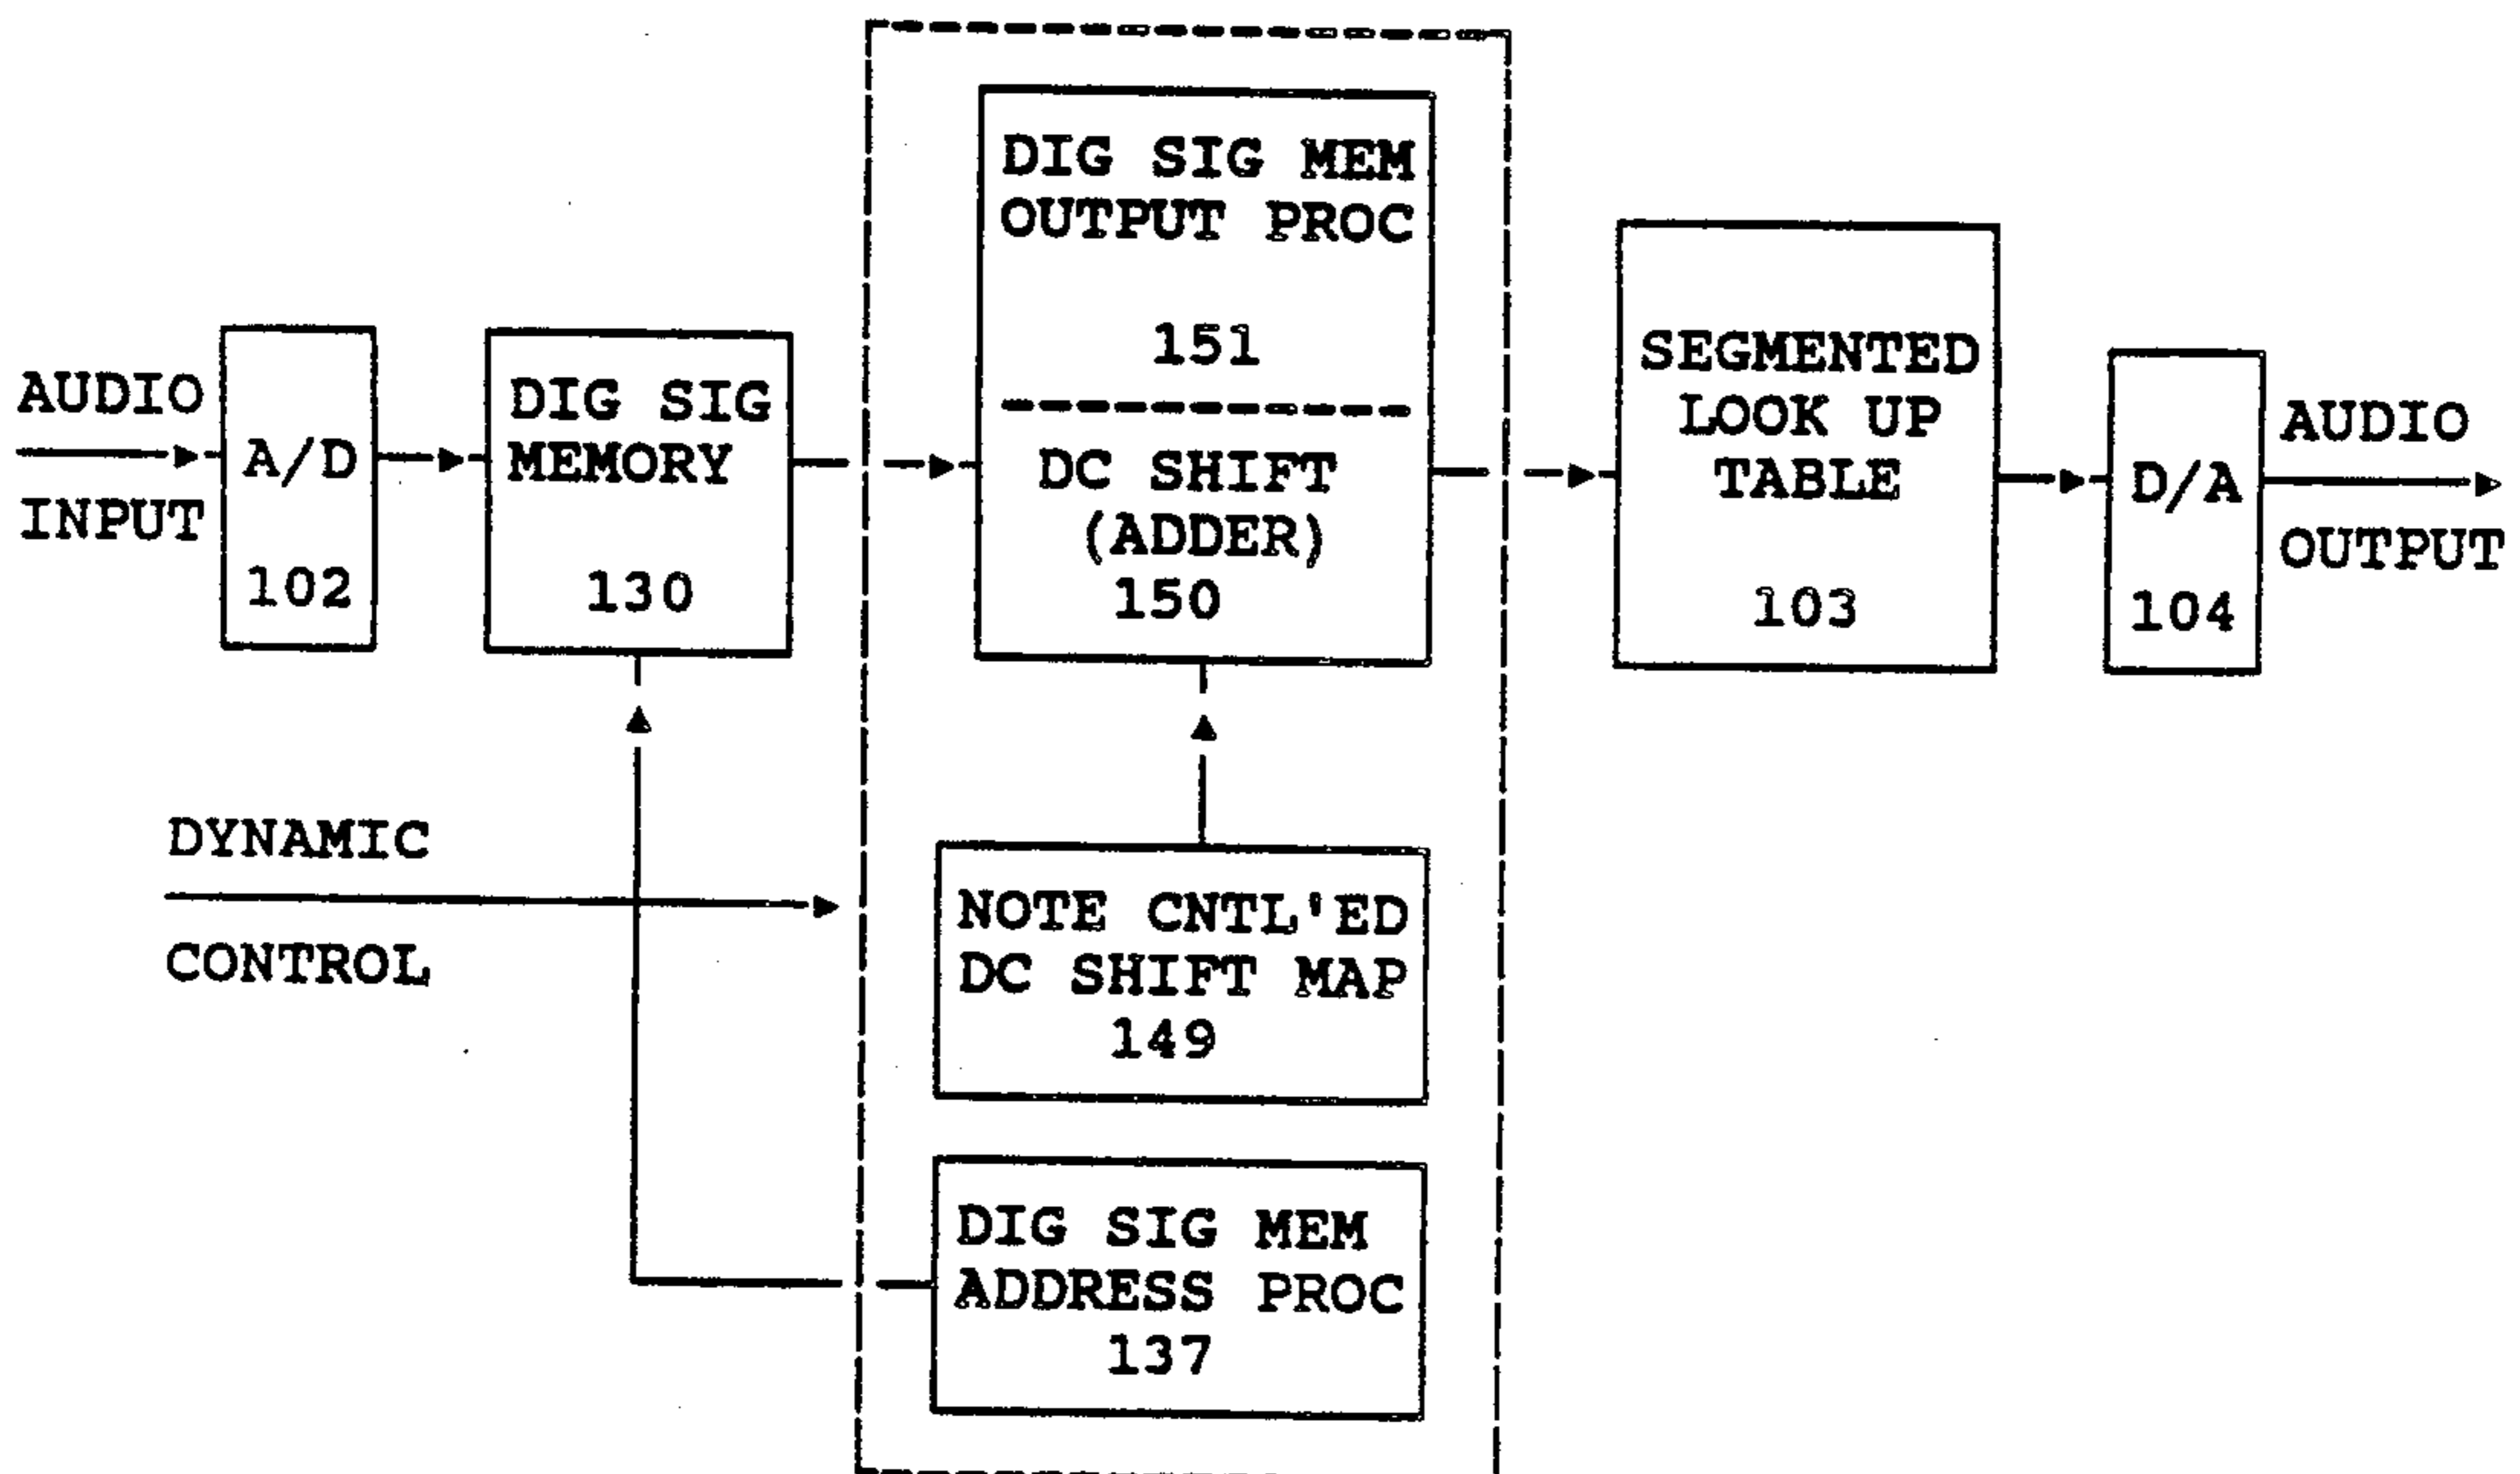 AUDIO
INPUT
A/D
102
DIG SIG
MEMORY
130
DIG SIG MEM
OUTPUT PROC
151
DC SHIFT
(ADDER)
150
SEGMENTED
LOOK UP
TABLE
103
D/A
104
AUDIO
OUTPUT
DYNAMIC
CONTROL
NOTE CNTL'ED
DC SHIFT MAP
149
DIG SIG MEM
ADDRESS PROC
137